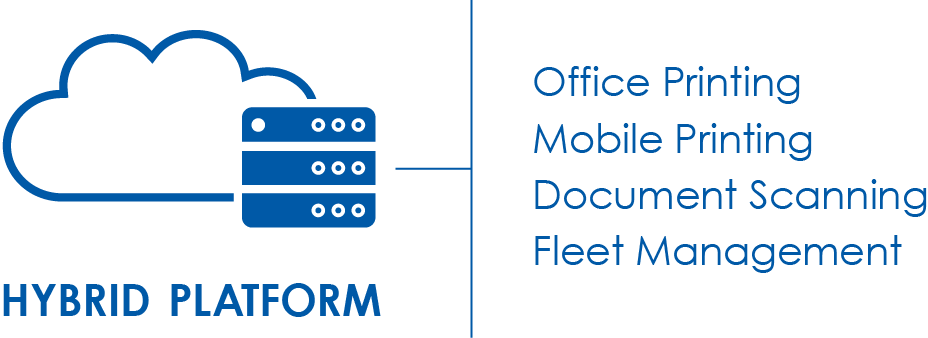 Office Printing
Mobile Printing
Document Scanning
Fleet Management
HYBRID PLATFORM